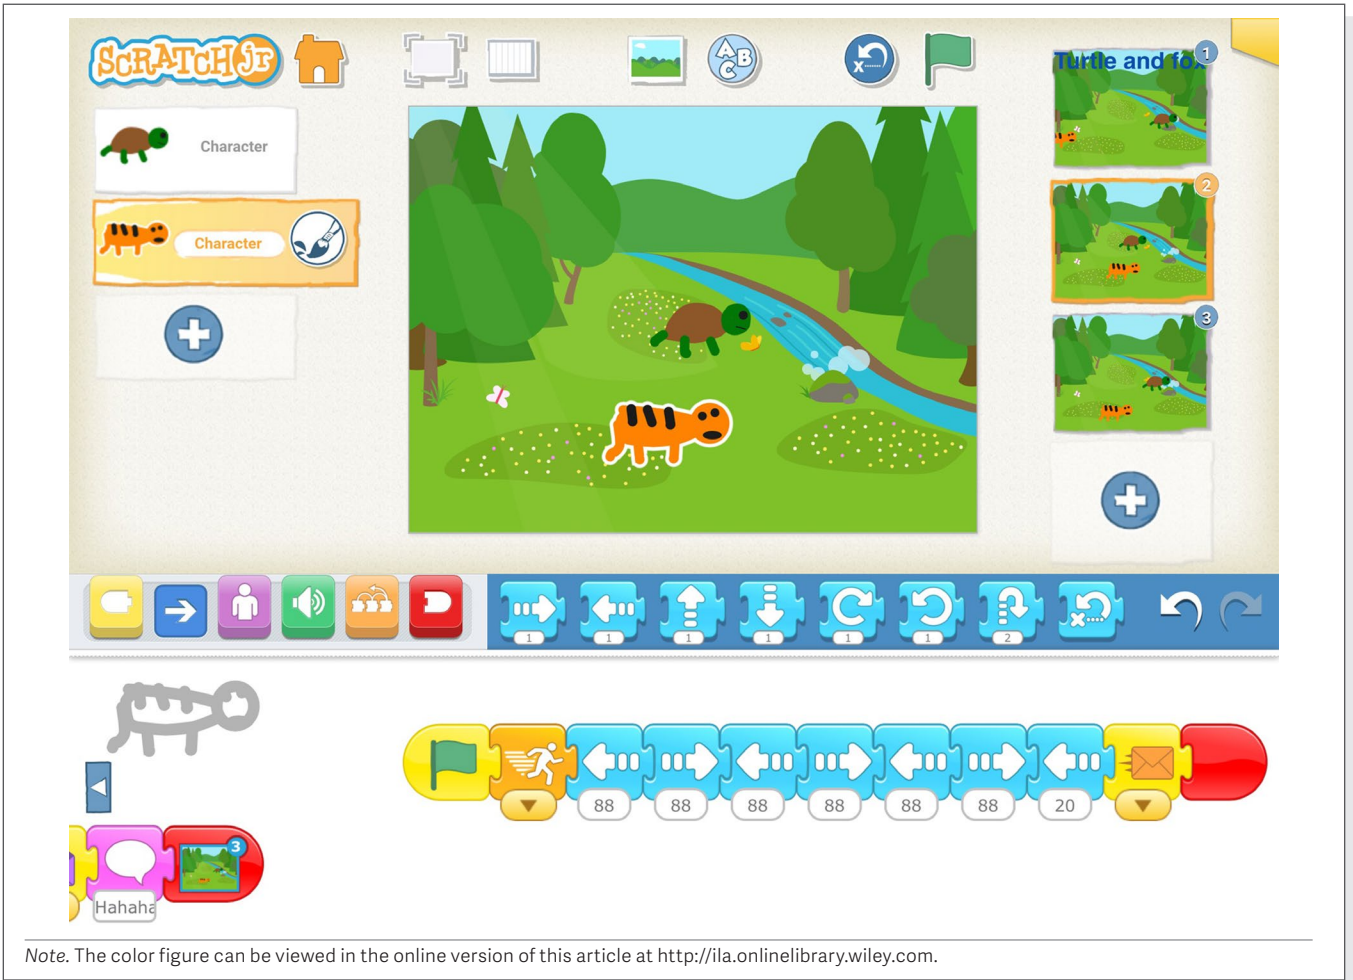 SCRATCH jr
A B C
1
Turtle and fox
Character
2
Character
3
1 1 1 1 1 1 2
88 88 88 88 88 88 20
3
Hahaha
Note. The color figure can be viewed in the online version of this article at http://ila.onlinelibrary.wiley.com.